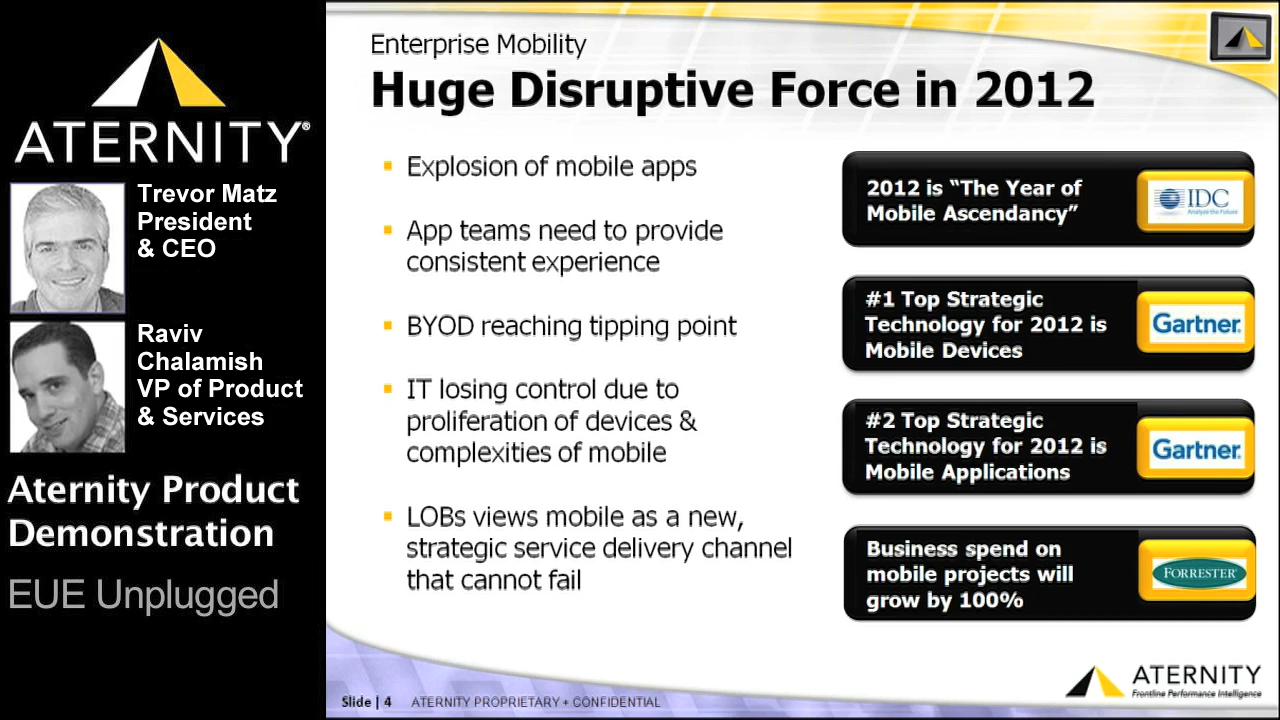 ATERNITY®
Trevor Matz
President
& CEO
Raviv
Chalamish
VP of Product
& Services
Aternity Product
Demonstration
EUE Unplugged
Enterprise Mobility
Huge Disruptive Force in 2012
Explosion of mobile apps
App teams need to provide
consistent experience
BYOD reaching tipping point
IT losing control due to
proliferation of devices &
complexities of mobile
LOBs views mobile as a new,
strategic service delivery channel
that cannot fail
2012 is “The Year of
Mobile Ascendancy”
IDC
Analyze the Future
#1 Top Strategic
Technology for 2012 is
Mobile Devices
Gartner.
#2 Top Strategic
Technology for 2012 is
Mobile Applications
Gartner.
Business spend on
mobile projects will
grow by 100%
FORRESTER®
Slide | 4 ATERNITY PROPRIETARY + CONFIDENTIAL
ATERNITY
Frontline Performance Intelligence